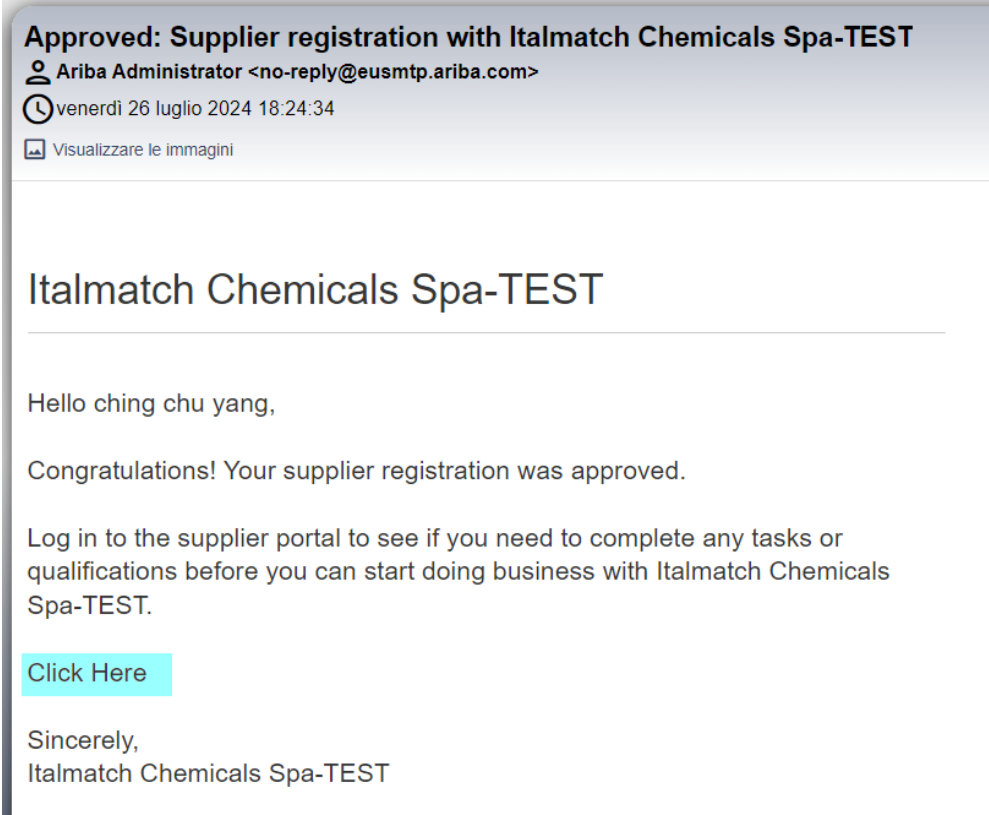 Approved: Supplier registration with Italmatch Chemicals Spa-TEST
Ariba Administrator <no-reply@eusmtp.ariba.com>
venerdì 26 luglio 2024 18:24:34
Visualizzare le immagini
Italmatch Chemicals Spa-TEST
Hello ching chu yang,
Congratulations! Your supplier registration was approved.
Log in to the supplier portal to see if you need to complete any tasks or
qualifications before you can start doing business with Italmatch Chemicals
Spa-TEST.
Click Here
Sincerely,
Italmatch Chemicals Spa-TEST